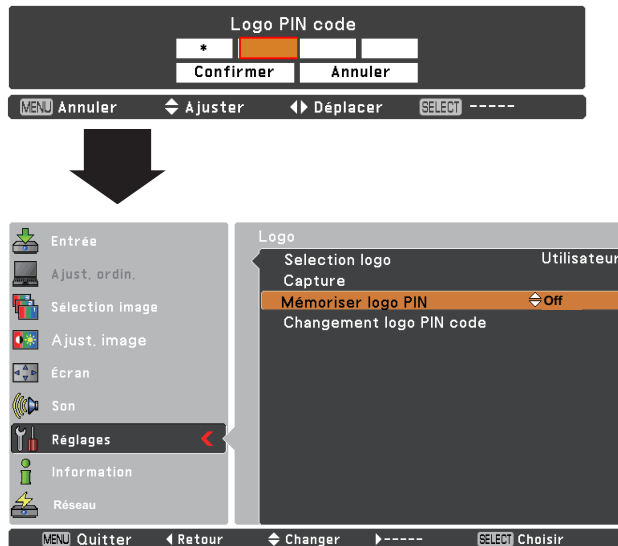 Logo PIN code
*
Confirmer Annuler
MENU Annuler Ajuster Déplacer SELECT -----
Entrée
Ajust. ordin.
Sélection image
Ajust. image
Écran
Son
Réglages
Information
Réseau
Logo
Selection logo Utilisateur
Capture
Mémoriser logo PIN Off
Changement logo PIN code
MENU Quitter Retour Changer ----- SELECT Choisir